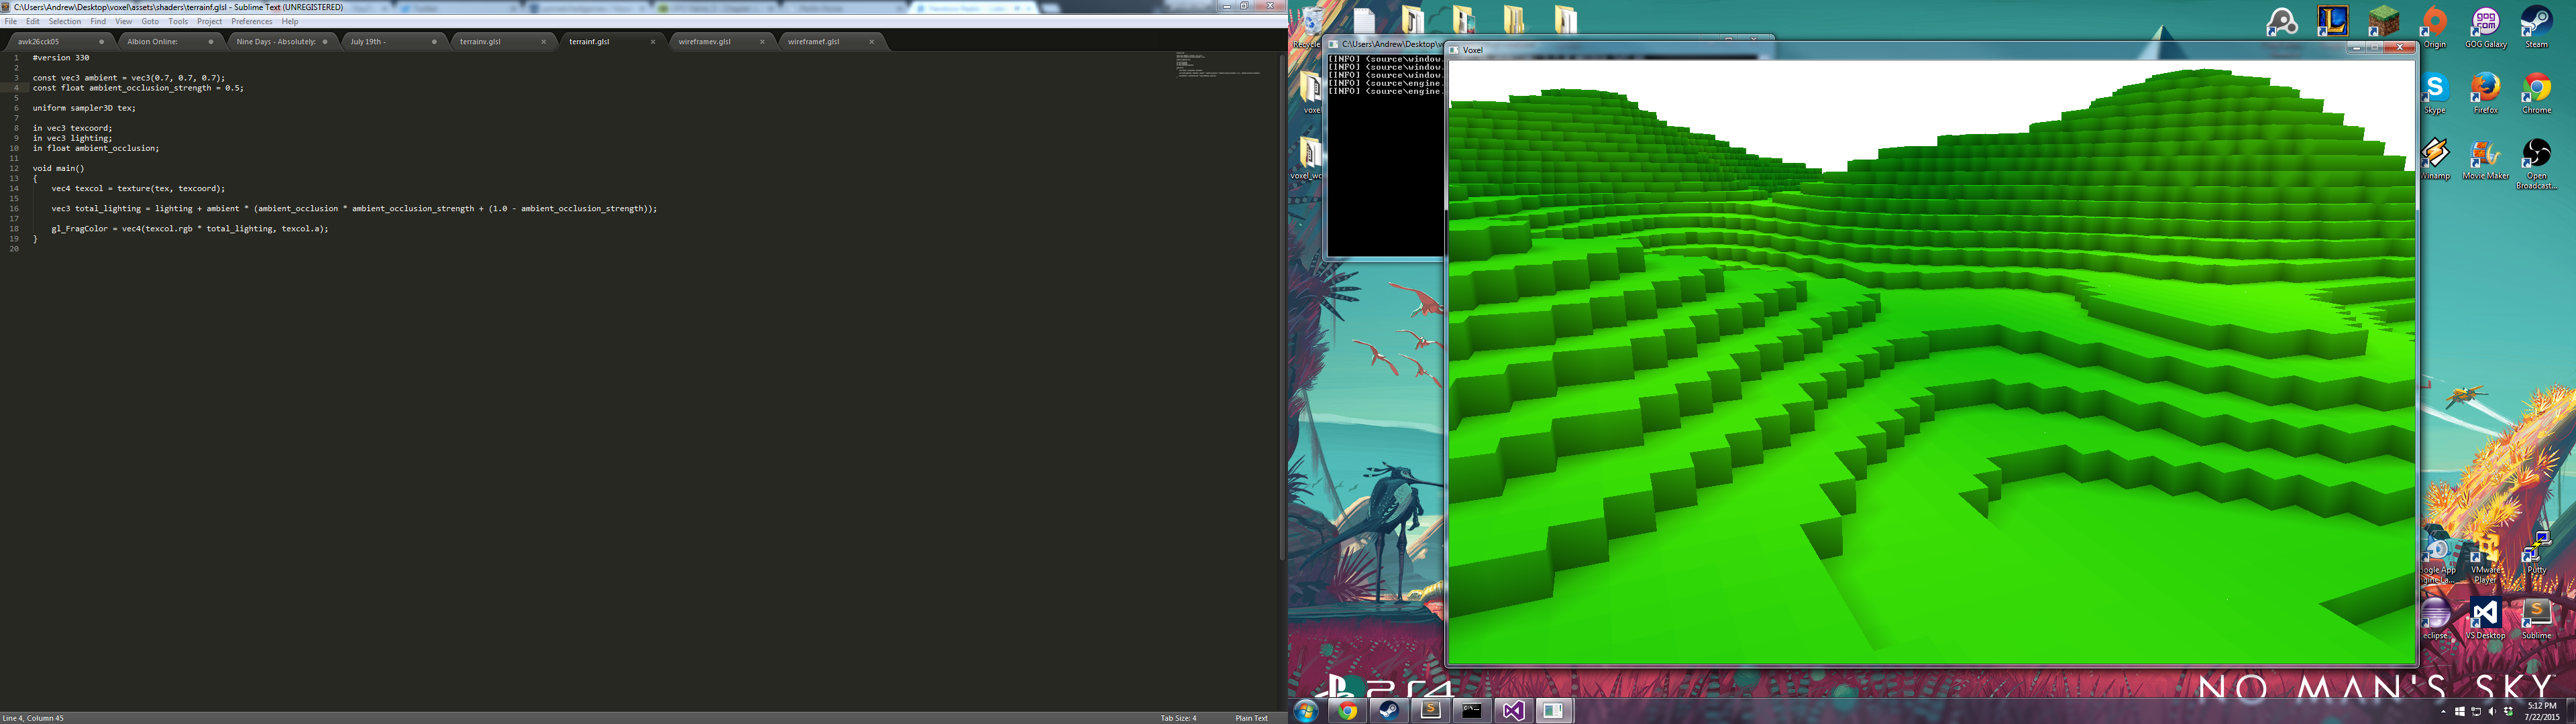 C:\Users\Andrew\Desktop\voxel\assets\shaders\terrainf.glsl - Sublime Text (UNREGISTERED)
File Edit Selection Find View Goto Tools Project Preferences Help
awk26cck05
Albion Online:
Nine Days - Absolutely:
July 19th -
terrainv.glsl
terrainf.glsl
wireframev.glsl
wireframef.glsl
1 #version 330
2
3 const vec3 ambient = vec3(0.7, 0.7, 0.7);
4 const float ambient_occlusion_strength = 0.5;
5
6 uniform sampler3D tex;
7
8 in vec3 texcoord;
9 in vec3 lighting;
10 in float ambient_occlusion;
11
12 void main()
13 {
14 vec4 texcol = texture(tex, texcoord);
15
16 vec3 total_lighting = lighting + ambient * (ambient_occlusion * ambient_occlusion_strength + (1.0 - ambient_occlusion_strength));
17
18 gl_FragColor = vec4(texcol.rgb * total_lighting, texcol.a);
19 }
20
Line 4, Column 45
Tab Size: 4
Plain Text
C:\Users\Andrew\Desktop\v
[INFO] (source\window.
[INFO] (source\window.
[INFO] (source\window.
[INFO] (source\engine.
[INFO] (source\engine.
Voxel
Recycle
voxel
voxel_wo
Origin
GOG Galaxy
Steam
gog
com
Skype
Firefox
Chrome
Winamp
Movie Maker
Open
Broadcast...
ogle App
VMware
Player
Putty
eclipse
VS Desktop
Sublime
PS4
NO MAN'S SKY
5:12 PM
7/22/2015